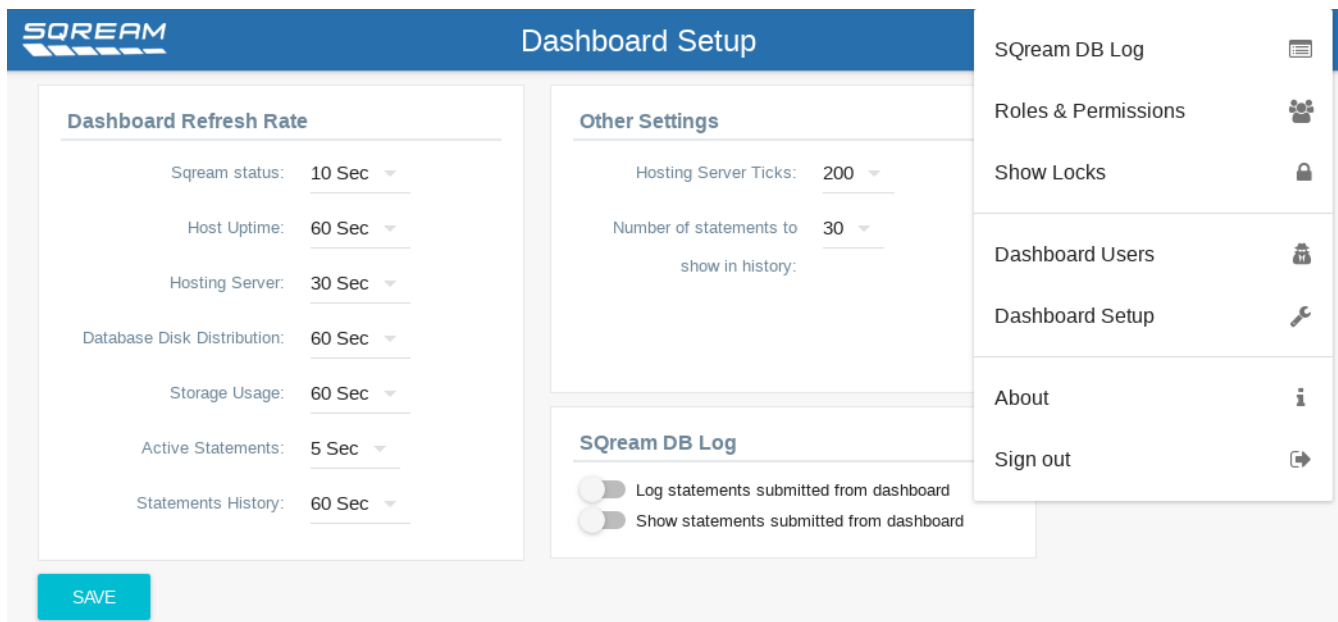 SQREAM
Dashboard Setup
Dashboard Refresh Rate
Sqream status: 10 Sec
Host Uptime: 60 Sec
Hosting Server: 30 Sec
Database Disk Distribution: 60 Sec
Storage Usage: 60 Sec
Active Statements: 5 Sec
Statements History: 60 Sec
SAVE
Other Settings
Hosting Server Ticks: 200
Number of statements to 30
show in history:
SQream DB Log
Log statements submitted from dashboard
Show statements submitted from dashboard
SQream DB Log
Roles & Permissions
Show Locks
Dashboard Users
Dashboard Setup
About
Sign out